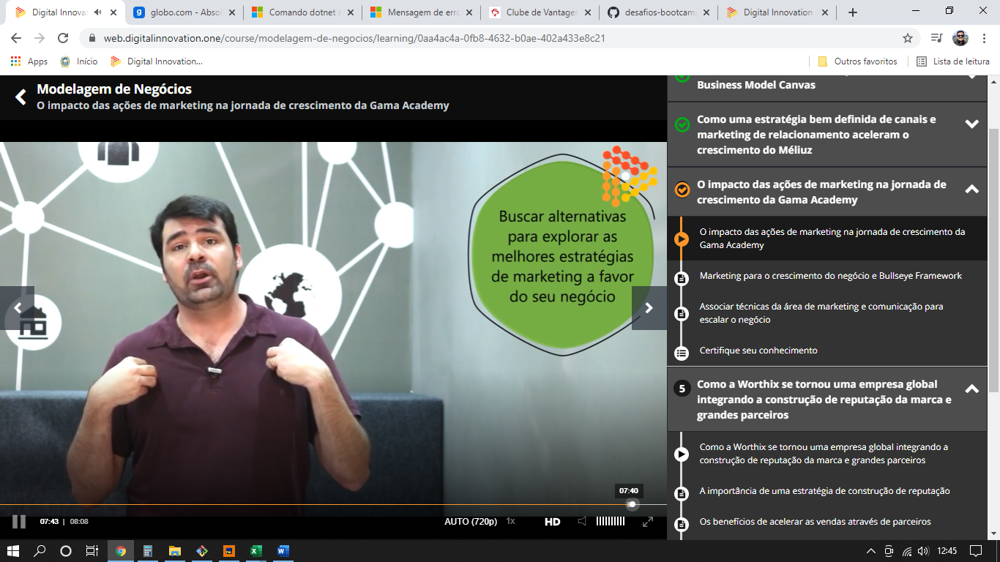 Digital Innovat
globo.com - Absol
Comando dotnet r
Mensagem de erro
Clube de Vantager
desafios-bootcamp
Digital Innovation
web.digitalinnovation.one/course/modelagem-de-negocios/learning/0aa4ac4a-0fb8-4632-b0ae-402a433e8c21
Apps
Início
Digital Innovation...
Outros favoritos
Lista de leitura
Modelagem de Negócios
O impacto das ações de marketing na jornada de crescimento da Gama Academy
Buscar alternativas
para explorar as
melhores estratégias
de marketing a favor
do seu negócio
07:40
07:43 | 08:08
AUTO (720p)
1x
HD
Business Model Canvas
Como uma estratégia bem definida de canais e
marketing de relacionamento aceleram o
crescimento do Méliuz
O impacto das ações de marketing na jornada de
crescimento da Gama Academy
O impacto das ações de marketing na jornada de crescimento da
Gama Academy
Marketing para o crescimento do negócio e Bullseye Framework
Associar técnicas da área de marketing e comunicação para
escalar o negócio
Certifique seu conhecimento
5
Como a Worthix se tornou uma empresa global
integrando a construção de reputação da marca e
grandes parceiros
Como a Worthix se tornou uma empresa global integrando a
construção de reputação da marca e grandes parceiros
A importância de uma estratégia de construção de reputação
Os benefícios de acelerar as vendas através de parceiros
12:45